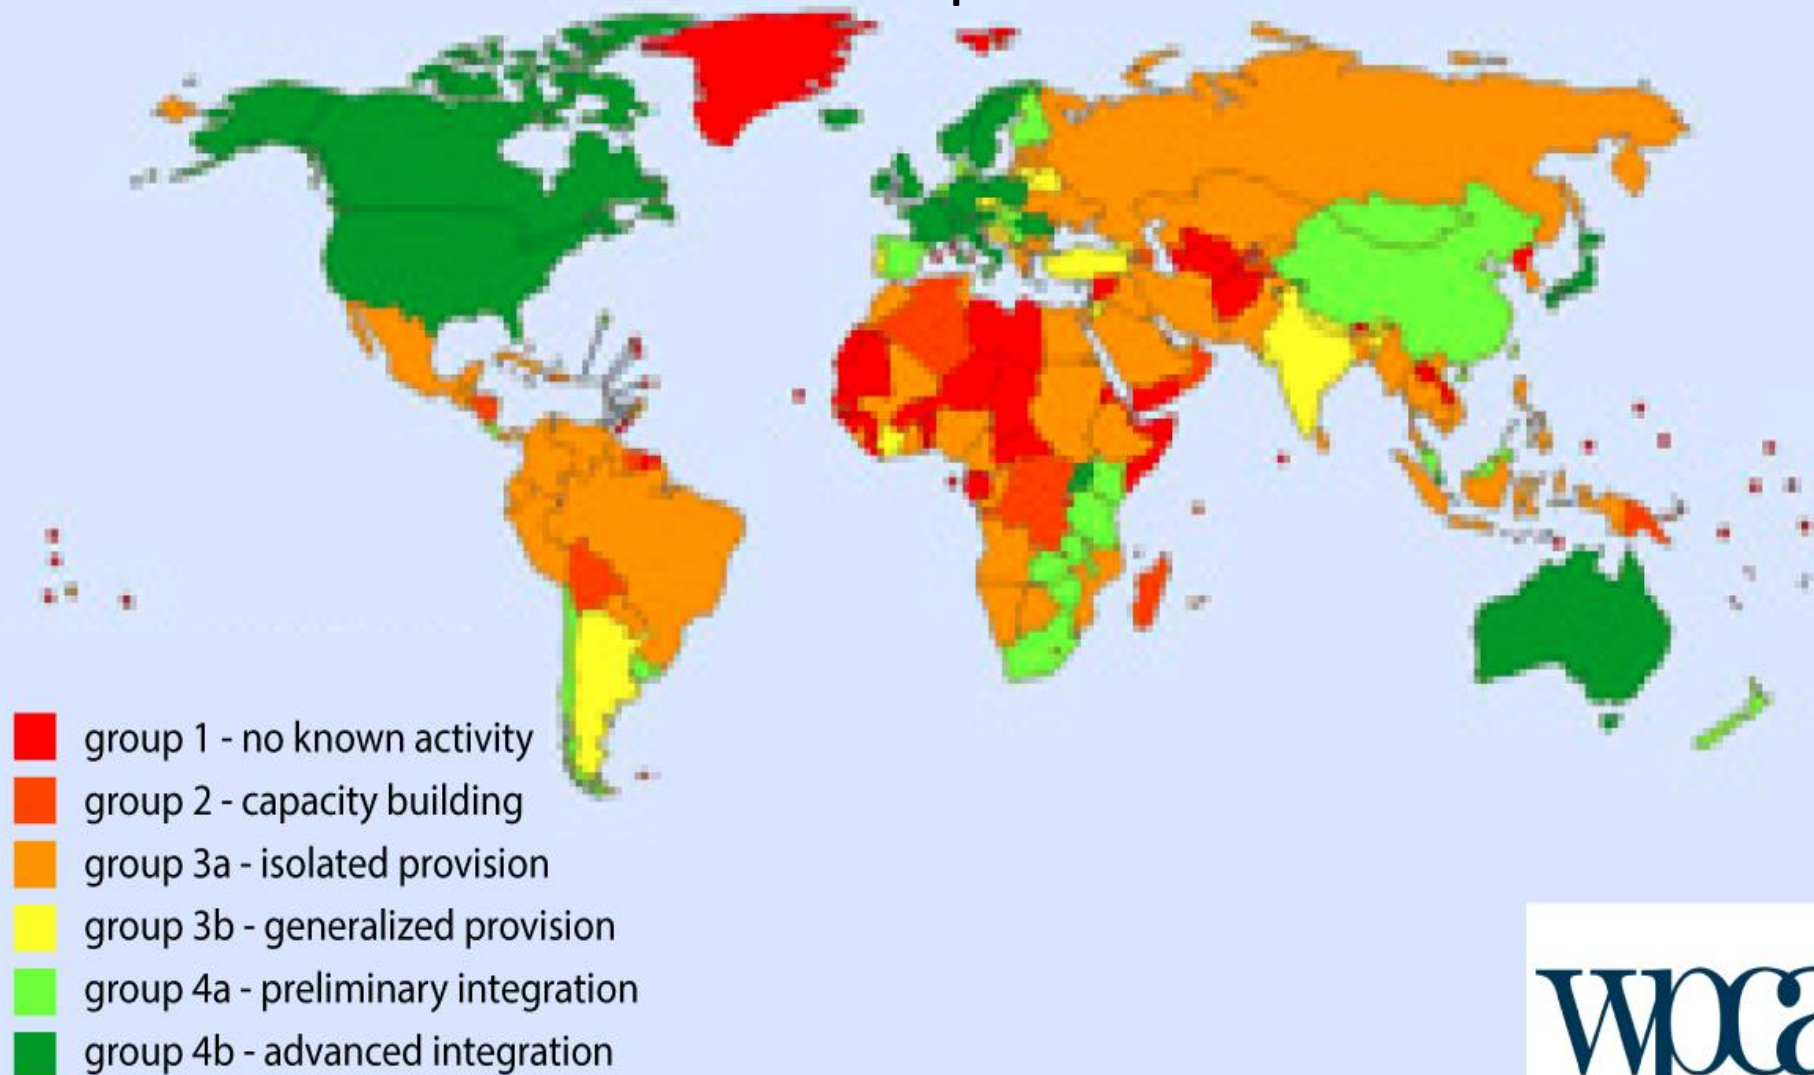 group 1 - no known activity
group 2 - capacity building
group 3a - isolated provision
group 3b - generalized provision
group 4a - preliminary integration
group 4b - advanced integration
wpca